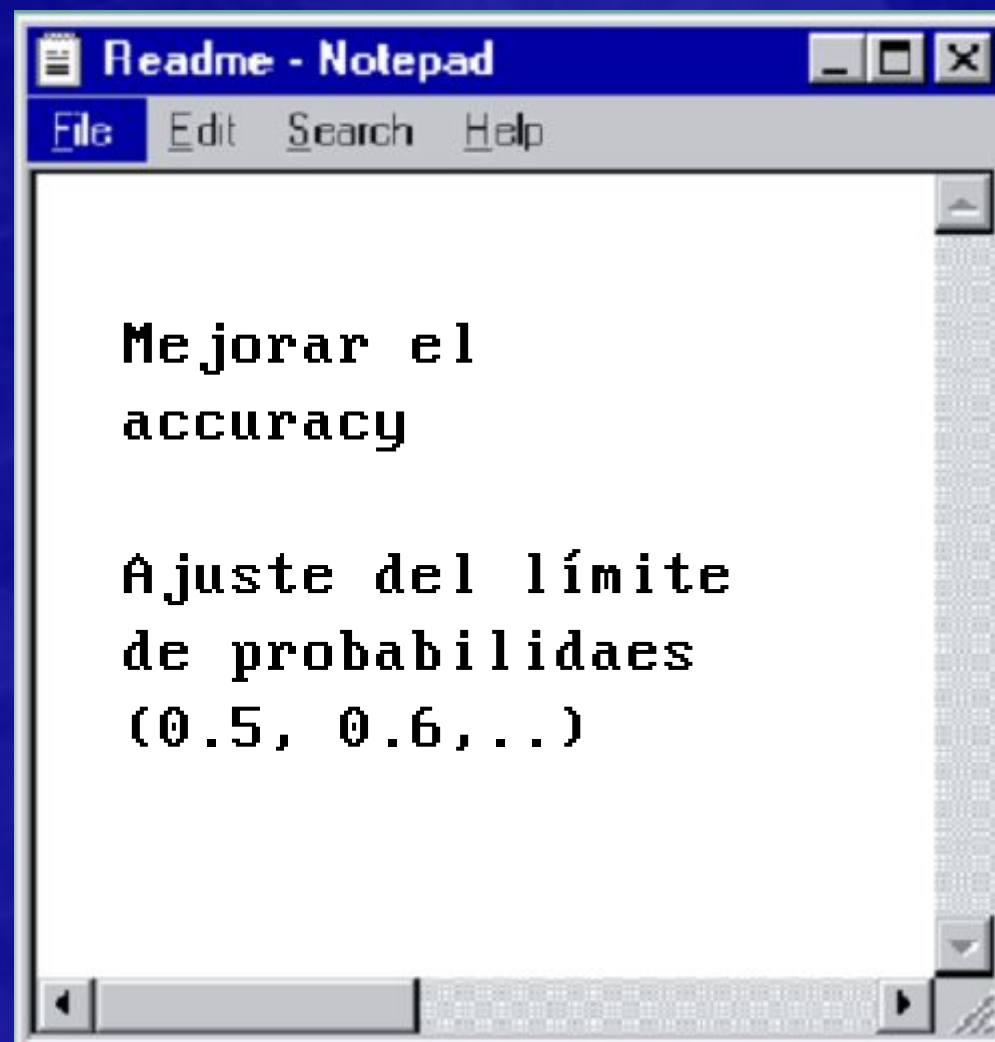 Readme - Notepad
File Edit Search Help
Mejorar el
accuracy
Ajuste del límite
de probabilidaes
(0.5, 0.6,..)